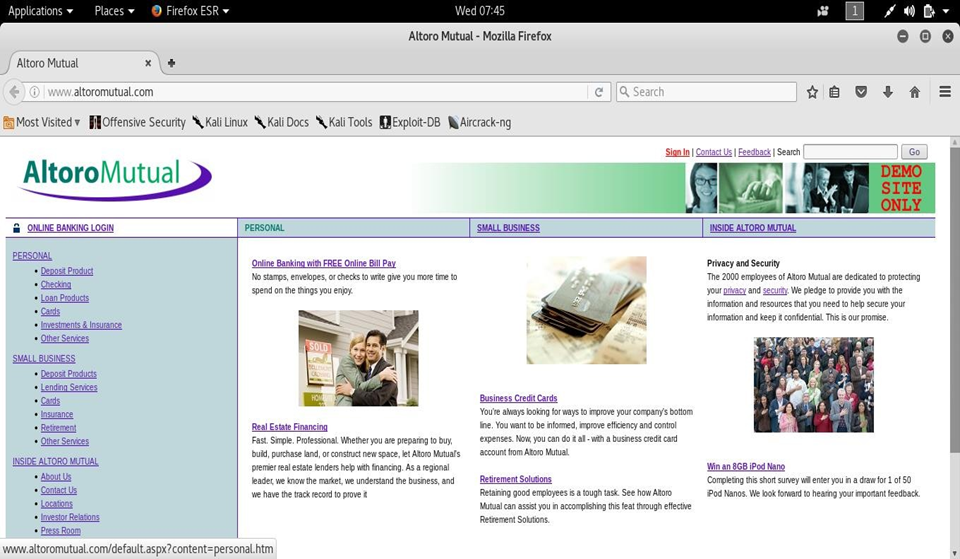 Applications Places Firefox ESR Wed 07:45 1
Altoro Mutual - Mozilla Firefox
Altoro Mutual
www.altoromutual.com Search
Most Visited Offensive Security Kali Linux Kali Docs Kali Tools Exploit-DB Aircrack-ng
Sign In | Contact Us | Feedback | Search Go
AltoroMutual
DEMO
SITE
ONLY
ONLINE BANKING LOGIN PERSONAL SMALL BUSINESS INSIDE ALTORO MUTUAL
PERSONAL
Deposit Product
Checking
Loan Products
Cards
Investments & Insurance
Other Services
SMALL BUSINESS
Deposit Products
Lending Services
Cards
Insurance
Retirement
Other Services
INSIDE ALTORO MUTUAL
About Us
Contact Us
Locations
Investor Relations
Press Room
Online Banking with FREE Online Bill Pay
No stamps, envelopes, or checks to write give you more time to
spend on the things you enjoy.
SOLD
Real Estate Financing
Fast. Simple. Professional. Whether you are preparing to buy,
build, purchase land, or construct new space, let Altoro Mutual's
premier real estate lenders help with financing. As a regional
leader, we know the market, we understand the business, and
we have the track record to prove it
Business Credit Cards
You're always looking for ways to improve your company's bottom
line. You want to be informed, improve efficiency and control
expenses. Now, you can do it all - with a business credit card
account from Altoro Mutual.
Retirement Solutions
Retaining good employees is a tough task. See how Altoro
Mutual can assist you in accomplishing this feat through effective
Retirement Solutions.
Privacy and Security
The 2000 employees of Altoro Mutual are dedicated to protecting
your privacy and security. We pledge to provide you with the
information and resources that you need to help secure your
information and keep it confidential. This is our promise.
Win an 8GB iPod Nano
Completing this short survey will enter you in a draw for 1 of 50
iPod Nanos. We look forward to hearing your important feedback.
www.altoromutual.com/default.aspx?content=personal.htm